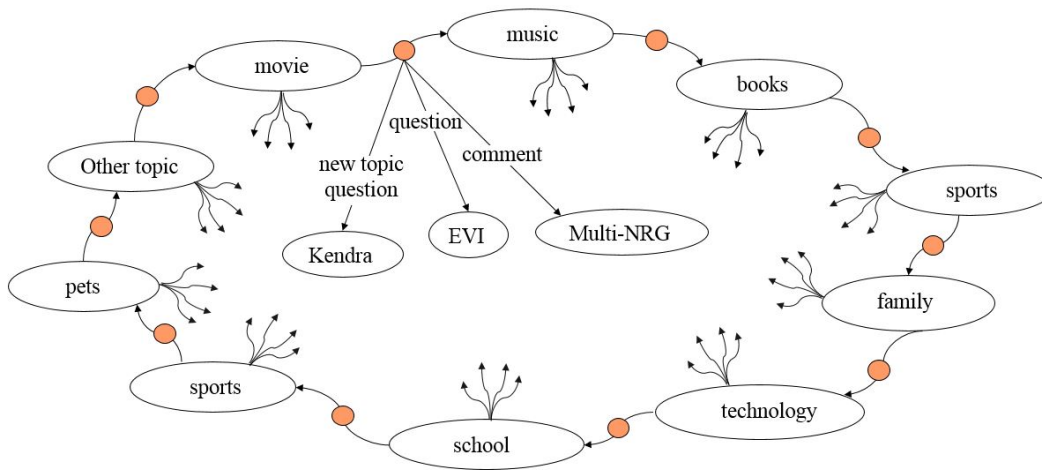 music
movie
books
question
comment
new topic
question
Other topic
sports
EVI
Multi-NRG
Kendra
pets
family
sports
technology
school